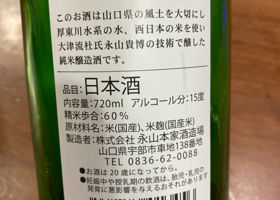 このお酒は山口県の風土を大切にし
厚東川水系の水、西日本の米を使い
大津流杜氏永山貴博の技術で醸した
純米醸造酒です。
品目:日本酒
内容量:720ml アルコール分:15度
精米歩合:60%
原材料:米(国産)、米麹(国産米)
製造者:株式会社 永山本家酒造場
山口県宇部市車地138番地
TEL 0836-62-0088
●お酒は20歳になってから。
●妊娠中や授乳期の飲酒は、胎児・乳児の
発育に悪影響を与えるおそれがあります